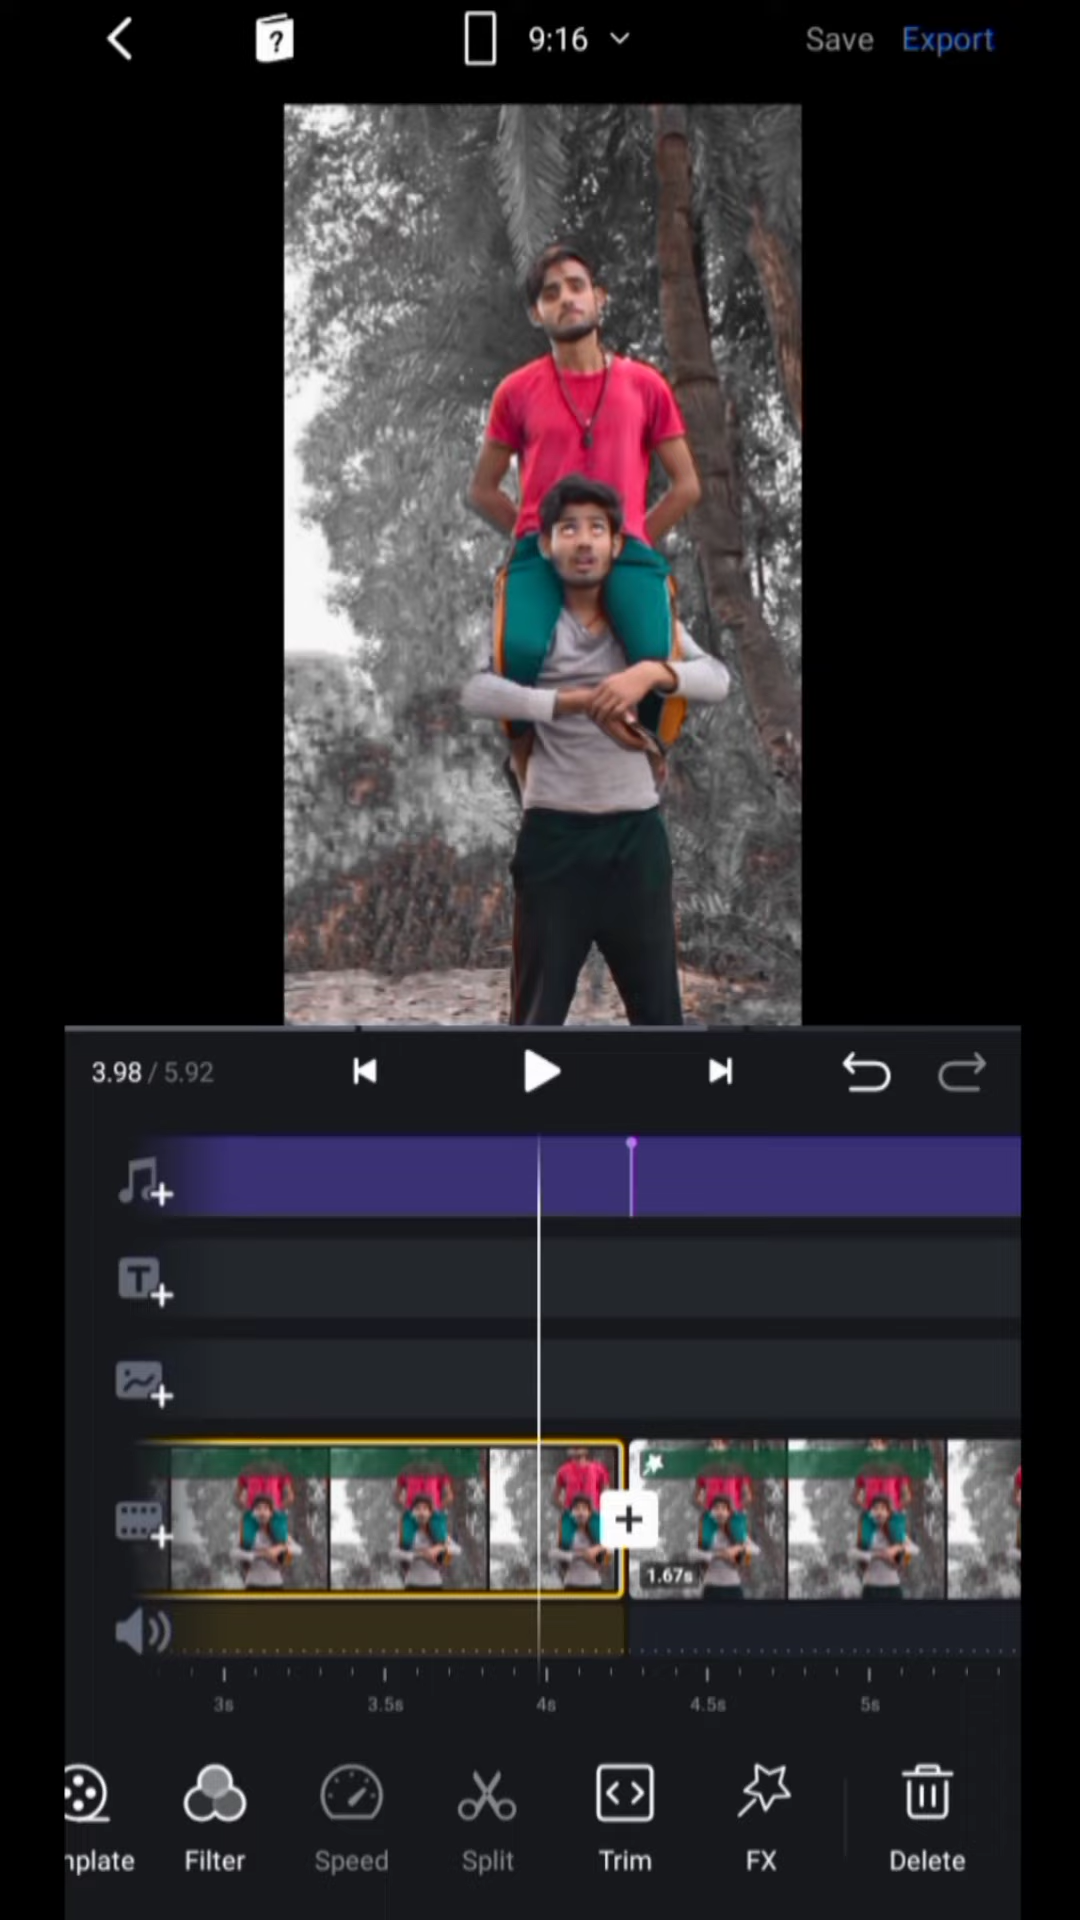 ?
9:16
Save
Export
3.98 / 5.92
T
1.67s
3s
3.5s
4s
4.5s
5s
nplate
Filter
Speed
Split
Trim
FX
Delete